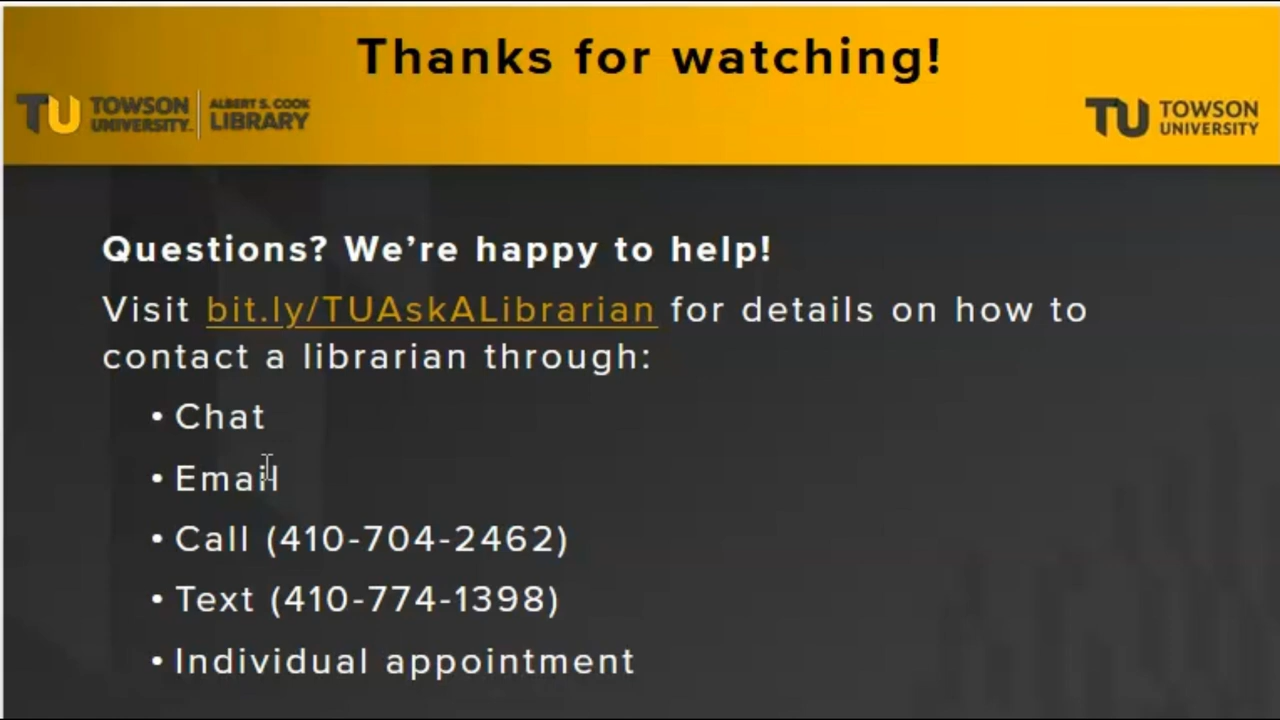 Thanks for watching!
TU TOWSON UNIVERSITY. | ALBERT S. COOK LIBRARY
TU TOWSON UNIVERSITY
Questions? We're happy to help!
Visit bit.ly/TUAskALibrarian for details on how to
contact a librarian through:
• Chat
• Email
• Call (410-704-2462)
• Text (410-774-1398)
• Individual appointment